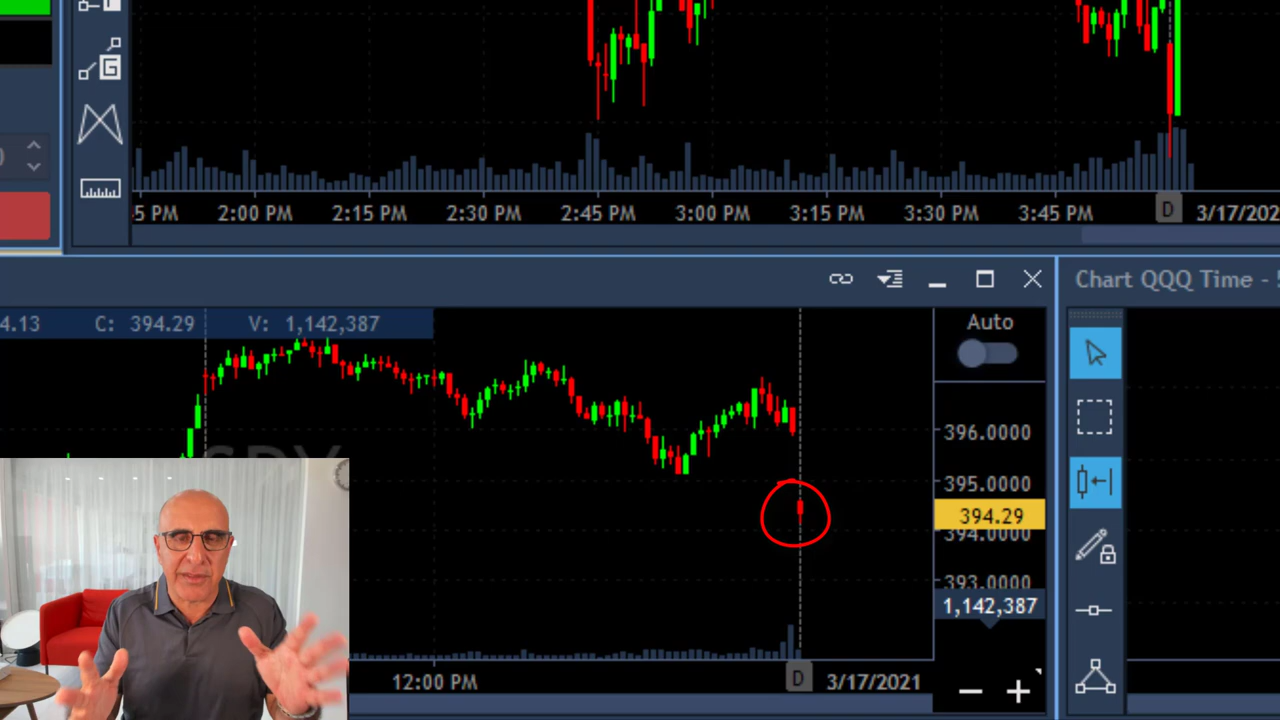 G
PM 2:00 PM 2:15 PM 2:30 PM 2:45 PM 3:00 PM 3:15 PM 3:30 PM 3:45 PM D 3/17/202
Chart QQQ Time -
4.13 C: 394.29 V: 1,142,387
Auto
396.0000
395.0000
394.29
394.0000
393.0000
1,142,387
12:00 PM D 3/17/2021